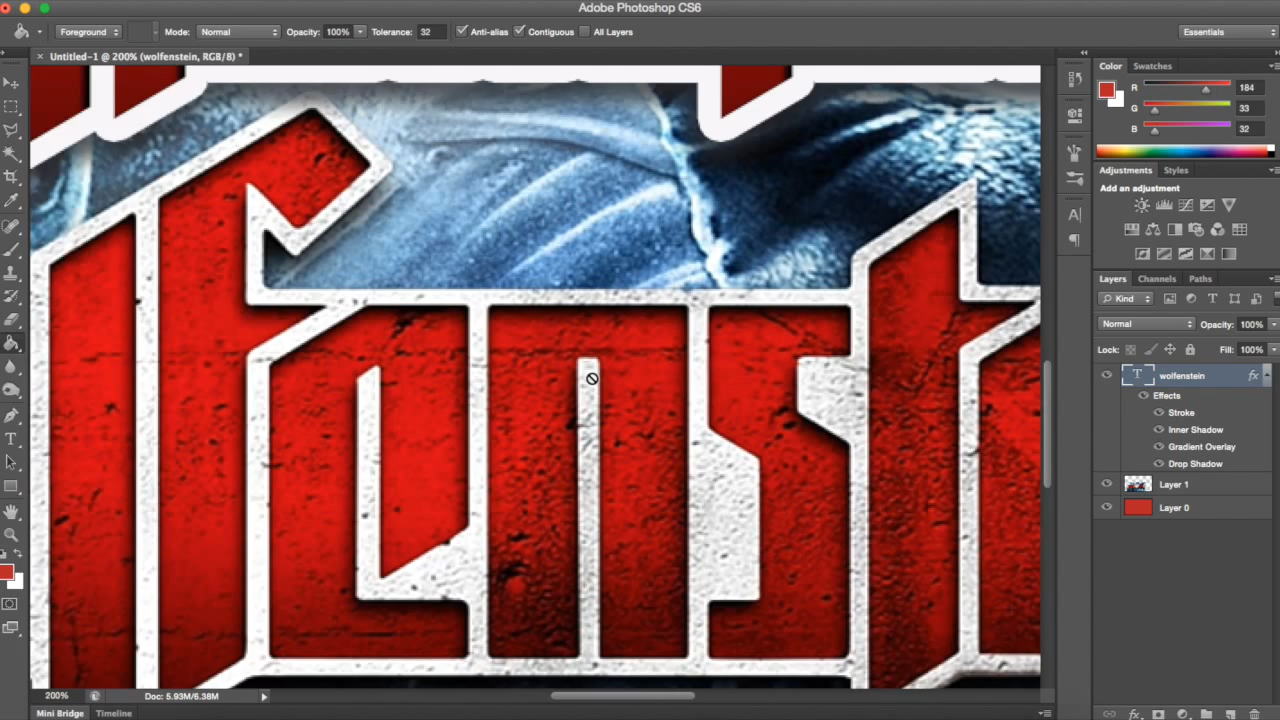 Adobe Photoshop CS6
Foreground Mode: Normal Opacity: 100% Tolerance: 32 Anti-alias Contiguous All Layers Essentials
× Untitled-1 @ 200% (wolfenstein, RGB/8) *
Color Swatches
R 184
G 33
B 32
Adjustments Styles
Add an adjustment
Layers Channels Paths
Kind
Normal Opacity: 100%
Lock: Fill: 100%
T wolfenstein fx
Effects
Stroke
Inner Shadow
Gradient Overlay
Drop Shadow
Layer 1
Layer 0
200% Doc: 5.93M/6.38M
Mini Bridge Timeline